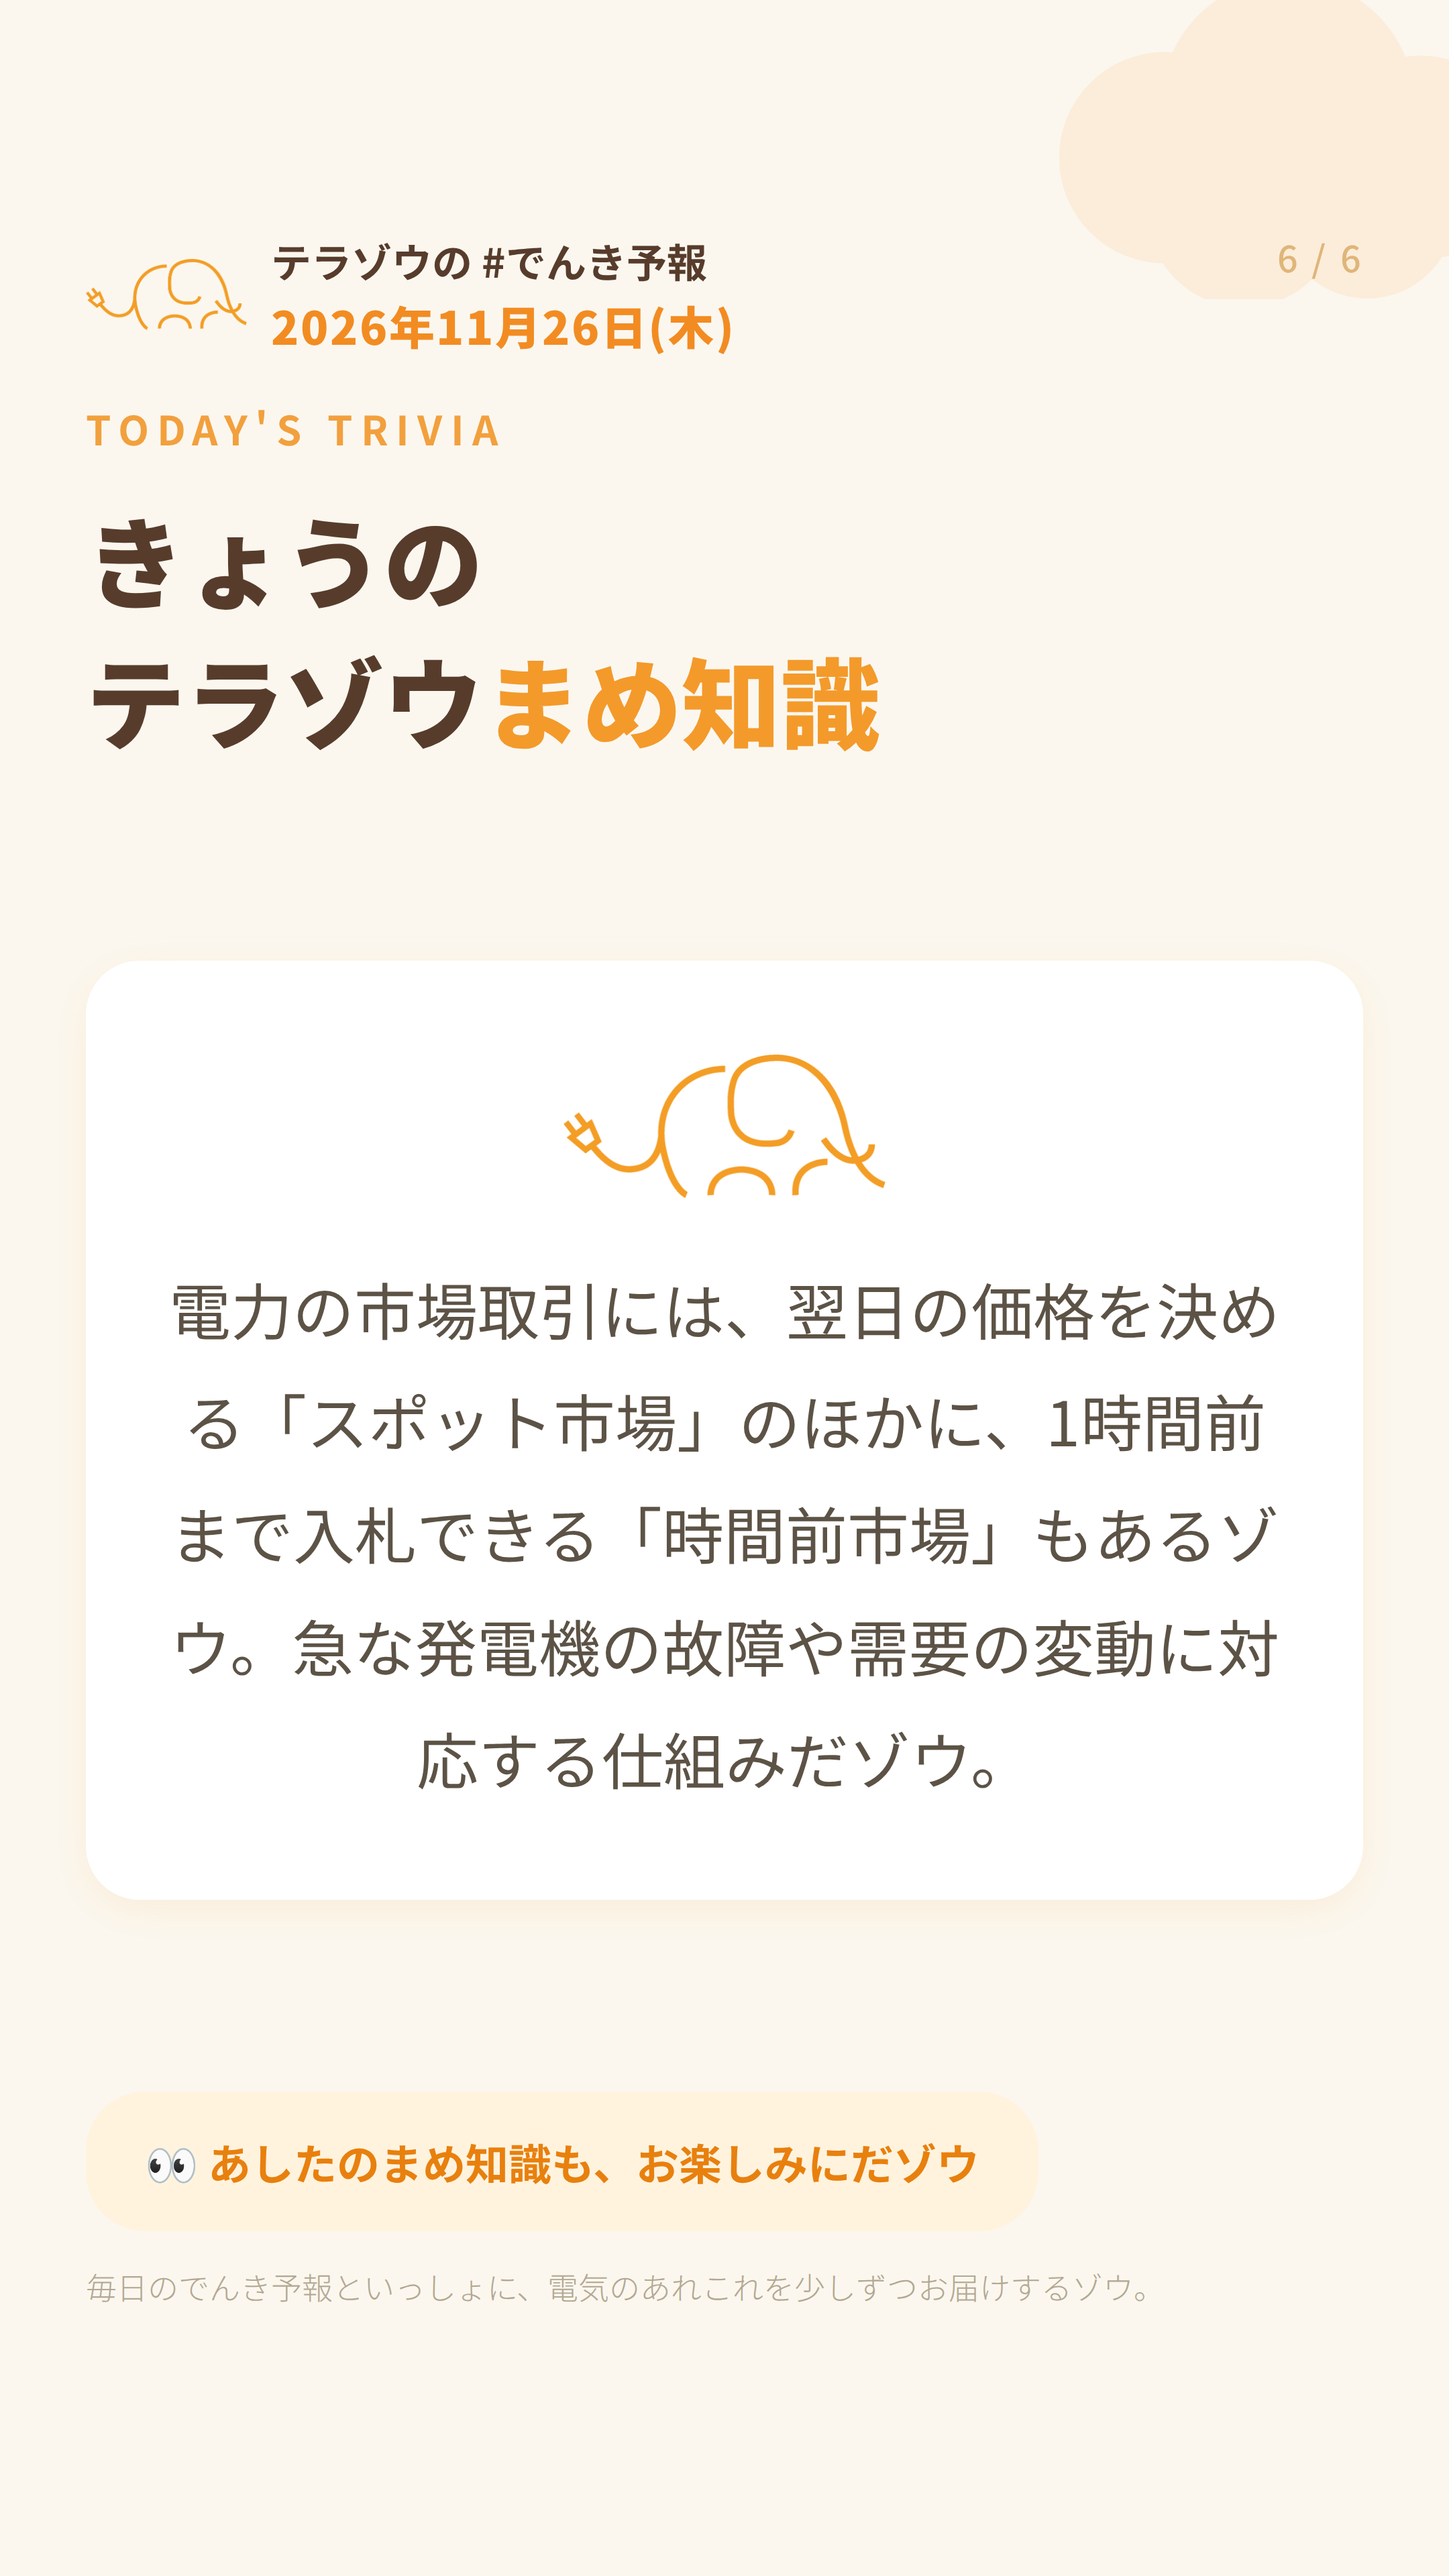 テラゾウの #でんき予報
6 / 6
2026年11月26日(木)
TODAY'S TRIVIA
きょうの
テラゾウまめ知識
電力の市場取引には、翌日の価格を決め
る「スポット市場」のほかに、1時間前
まで入札できる「時間前市場」もあるゾ
ウ。急な発電機の故障や需要の変動に対
応する仕組みだゾウ。
👀 あしたのまめ知識も、お楽しみにだゾウ
毎日のでんき予報といっしょに、電気のあれこれを少しずつお届けするゾウ。